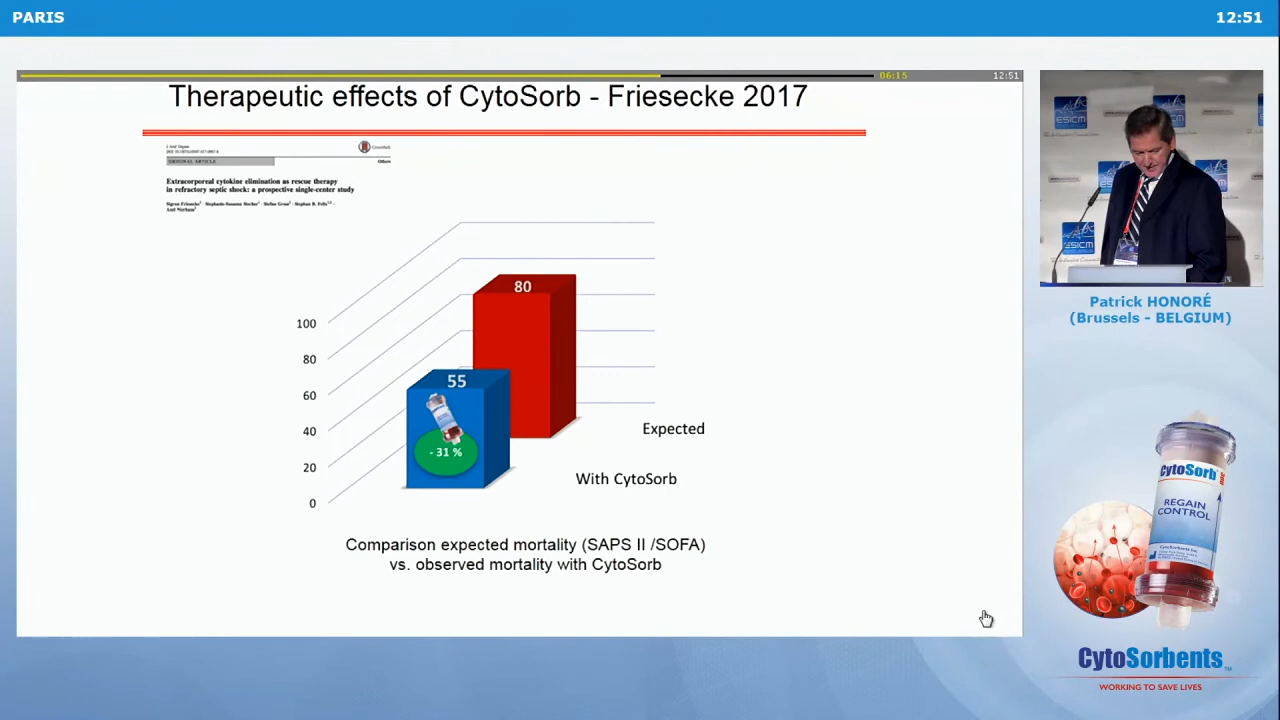 PARIS
12:51
06:15
12:51
Therapeutic effects of CytoSorb - Friesecke 2017
ORIGINAL ARTICLE
Others
Extracorporeal cytokine elimination as rescue therapy
in refractory septic shock: a prospective single-center study
100
80
60
40
20
0
80
55
- 31 %
Expected
With CytoSorb
Comparison expected mortality (SAPS II /SOFA)
vs. observed mortality with CytoSorb
ESICM
ESICM
Patrick HONORÉ
(Brussels - BELGIUM)
CytoSorb
REGAIN
CONTROL
CytoSorbents
WORKING TO SAVE LIVES